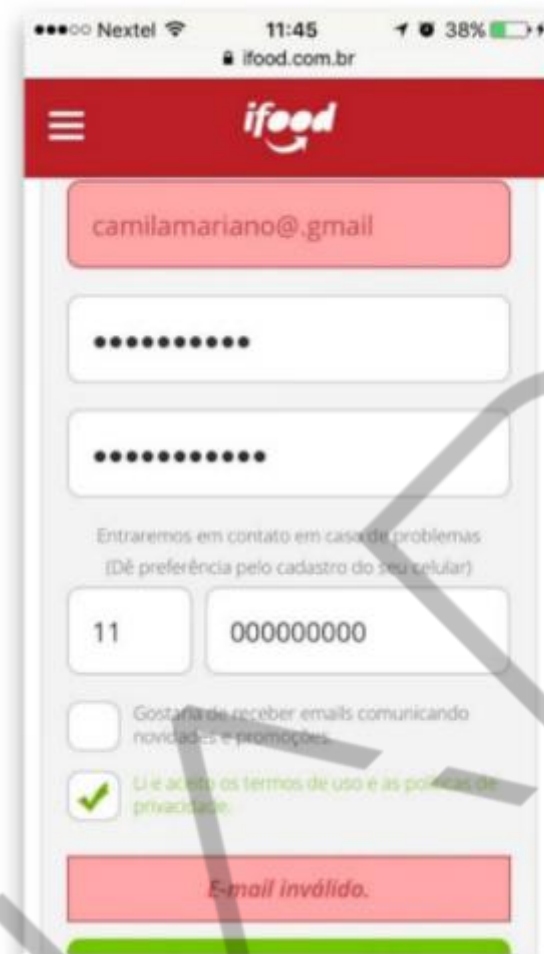 Nextel 11:45 38%
ifood.com.br
ifood
camilamariano@.gmail
••••••••••
•••••••••••
Entraremos em contato em caso de problemas
(Dê preferência pelo cadastro do seu celular)
11 000000000
Gostaria de receber emails comunicando
novidades e promoções.
Li e aceito os termos de uso e as políticas de
privacidade.
E-mail inválido.